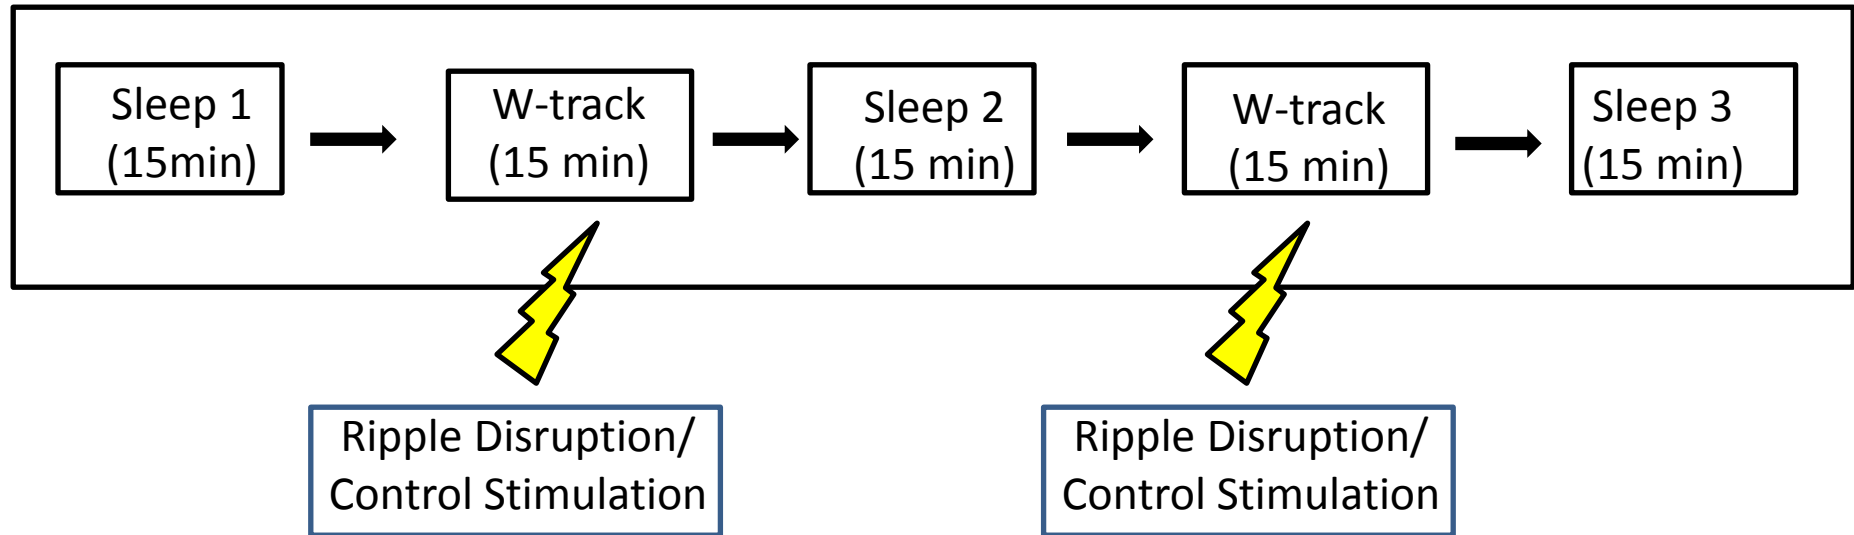 Sleep 1
(15min)
W-track
(15 min)
Sleep 2
(15 min)
W-track
(15 min)
Sleep 3
(15 min)
Ripple Disruption/
Control Stimulation
Ripple Disruption/
Control Stimulation